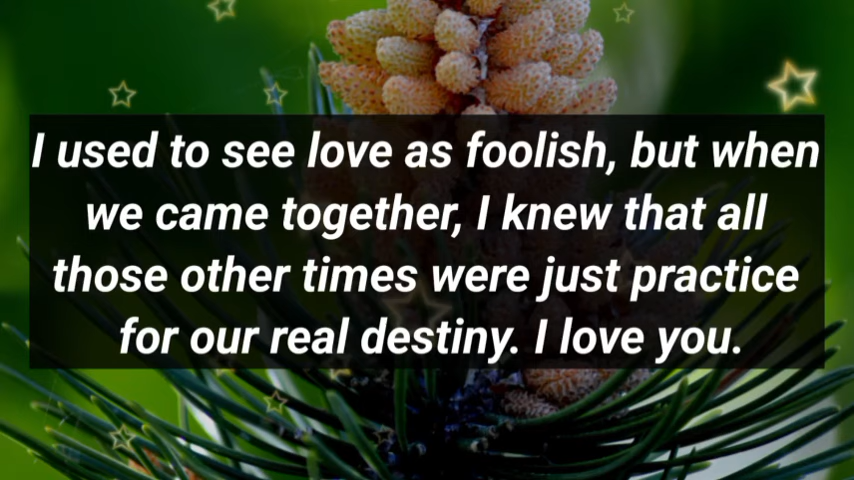 I used to see love as foolish, but when
we came together, I knew that all
those other times were just practice
for our real destiny. I love you.